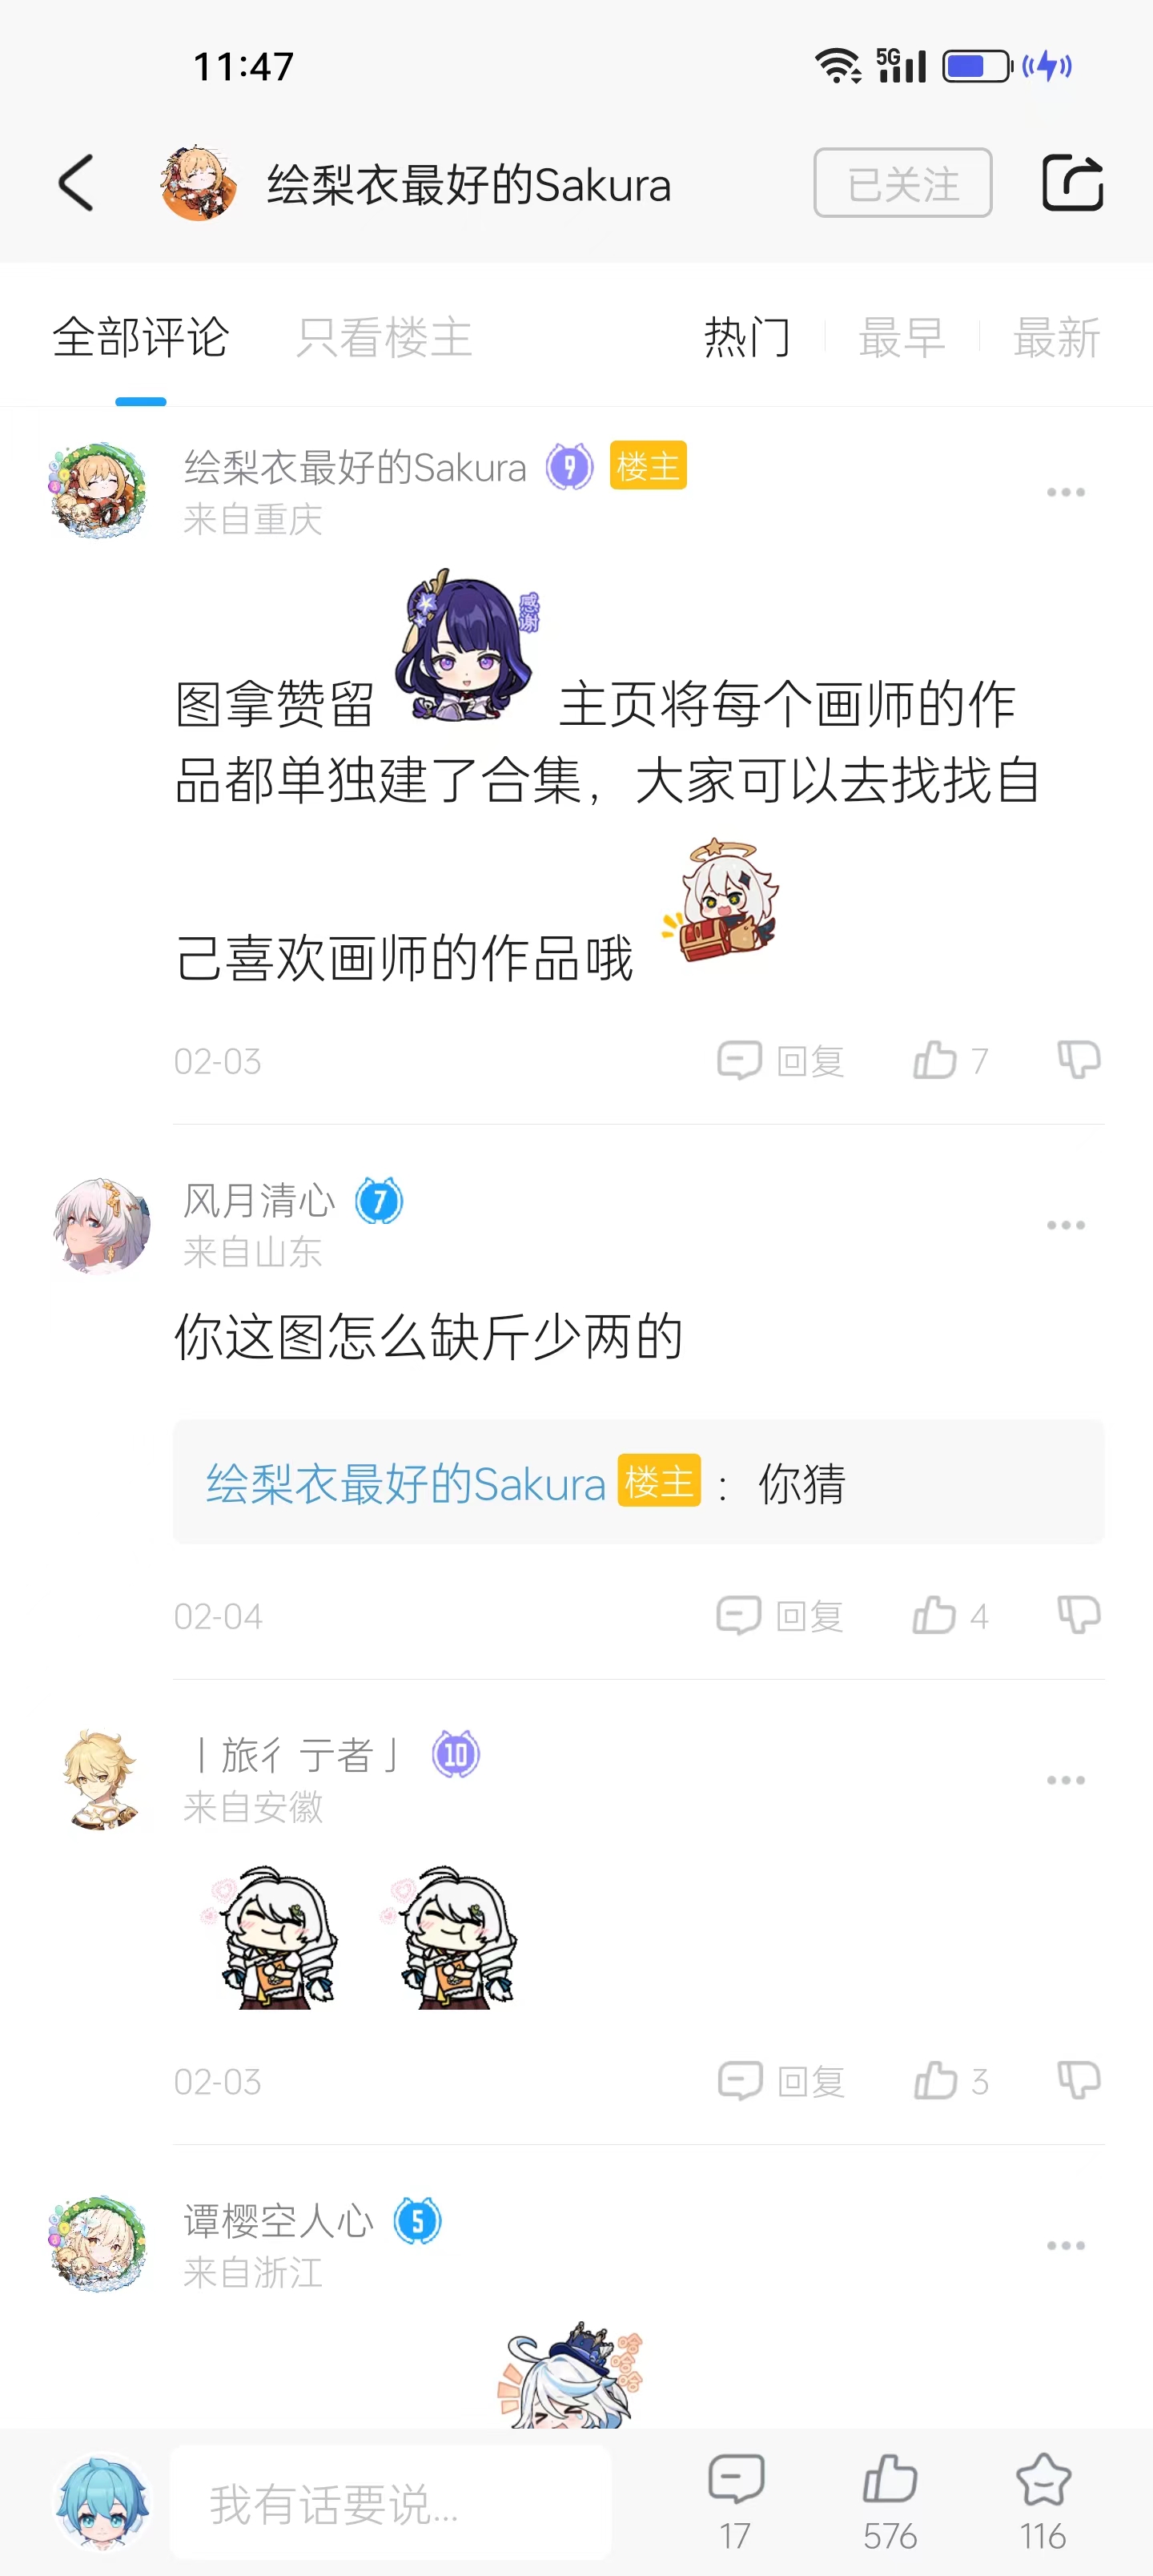 11:47
5G
绘梨衣最好的Sakura
已关注
全部评论
只看楼主
热门
最早
最新
绘梨衣最好的Sakura 9 楼主
来自重庆
感谢
图拿赞留 主页将每个画师的作
品都单独建了合集，大家可以去找找自
己喜欢画师的作品哦
02-03
回复
7
风月清心 7
来自山东
你这图怎么缺斤少两的
绘梨衣最好的Sakura 楼主 ： 你猜
02-04
回复
4
丨旅彳亍者亅 10
来自安徽
02-03
回复
3
谭樱空人心 5
来自浙江
哈哈哈
我有话要说...
17
576
116